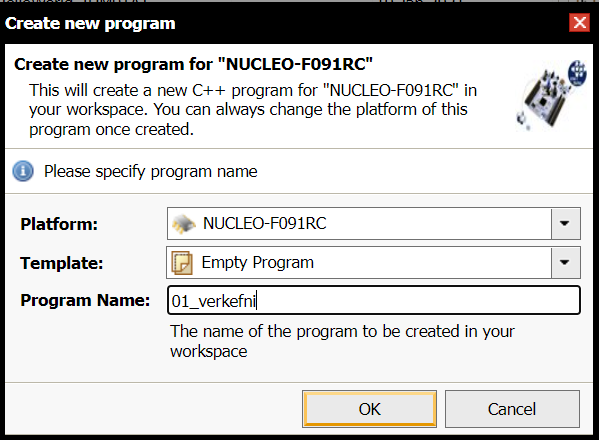 Create new program
Create new program for "NUCLEO-F091RC"
This will create a new C++ program for "NUCLEO-F091RC" in
your workspace. You can always change the platform of this
program once created.
Please specify program name
Platform: NUCLEO-F091RC
Template: Empty Program
Program Name: 01_verkefni
The name of the program to be created in your
workspace
OK Cancel